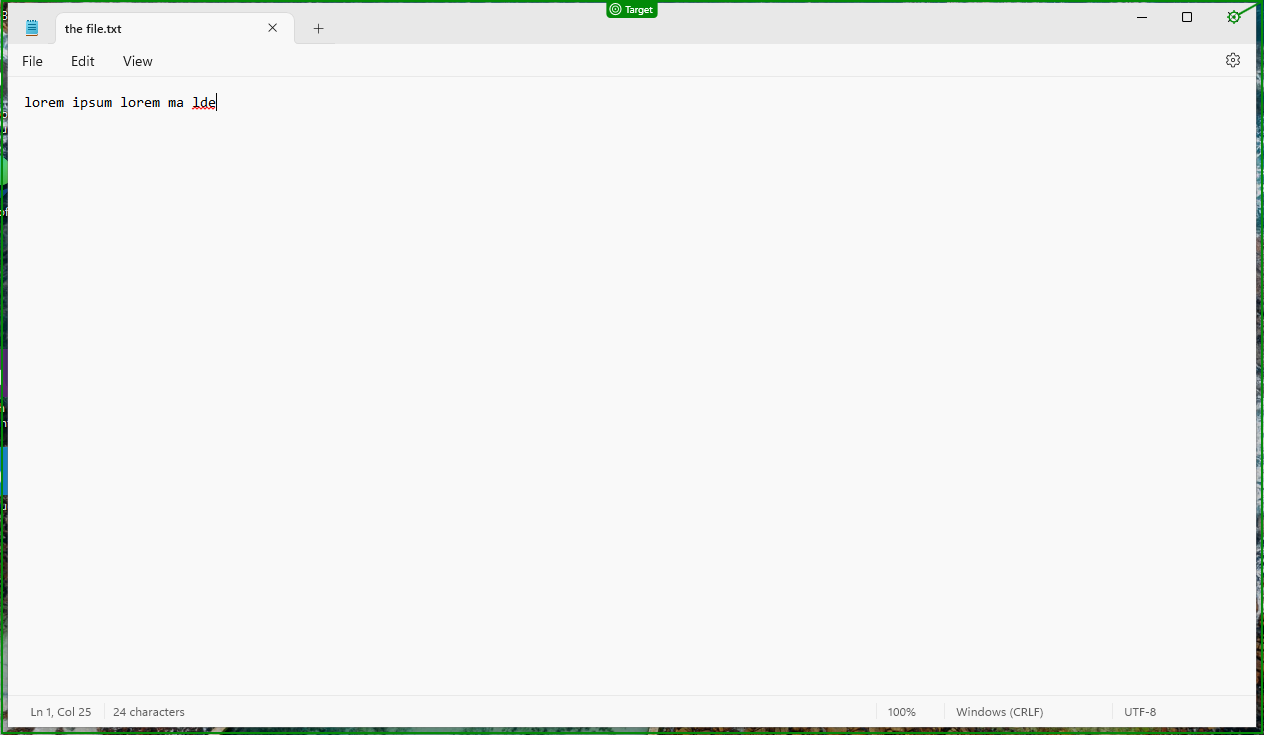 Target
the file.txt
File Edit View
lorem ipsum lorem ma lde
Ln 1, Col 25 24 characters 100% Windows (CRLF) UTF-8